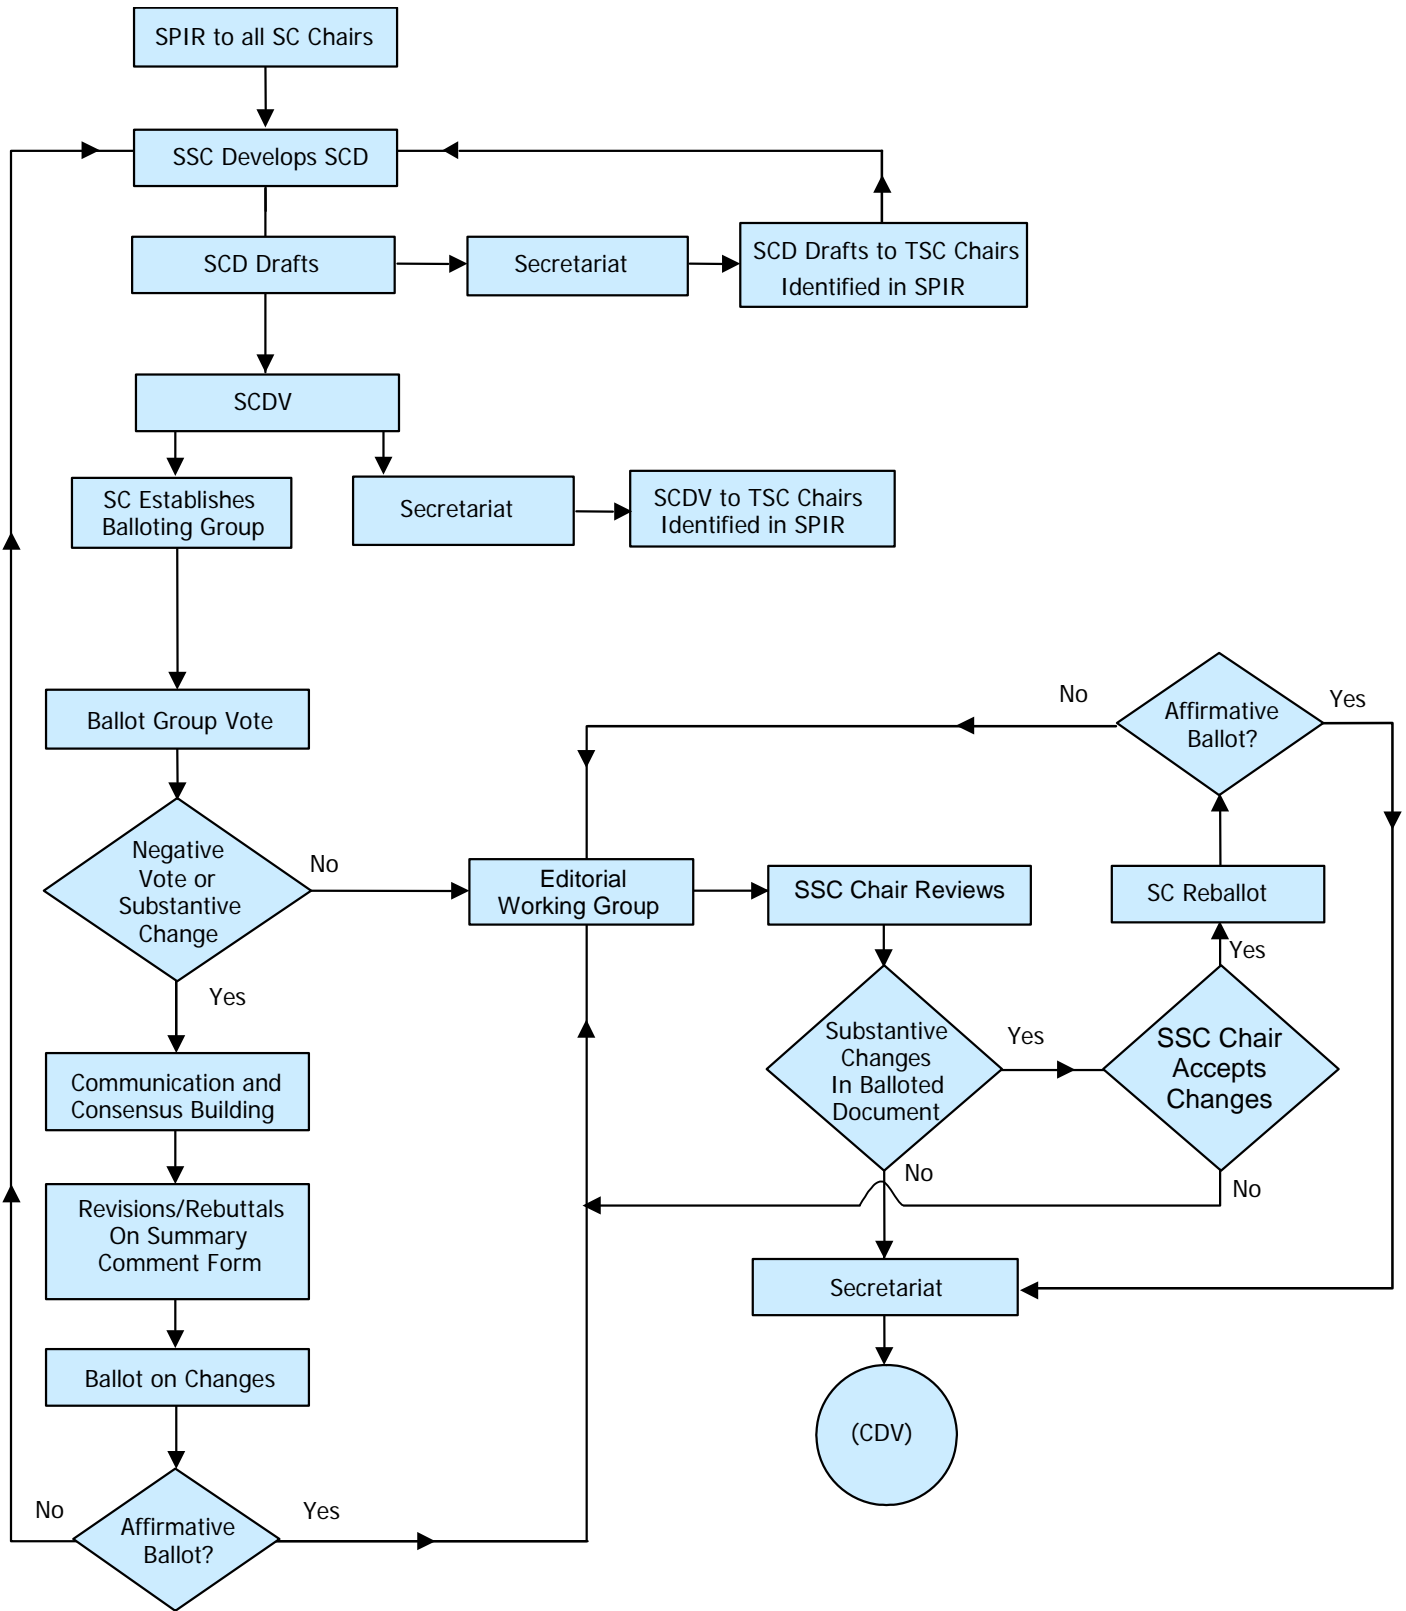 SPIR to all SC Chairs
SSC Develops SCD
SCD Drafts
Secretariat
SCD Drafts to TSC Chairs
Identified in SPIR
SCDV
SC Establishes
Balloting Group
Secretariat
SCDV to TSC Chairs
Identified in SPIR
Ballot Group Vote
Negative
Vote or
Substantive
Change
No
Yes
Communication and
Consensus Building
Revisions/Rebuttals
On Summary
Comment Form
Ballot on Changes
Affirmative
Ballot?
No
Yes
Editorial
Working Group
SSC Chair Reviews
Substantive
Changes
In Balloted
Document
Yes
No
SSC Chair
Accepts
Changes
Yes
No
SC Reballot
Affirmative
Ballot?
No
Yes
Secretariat
(CDV)